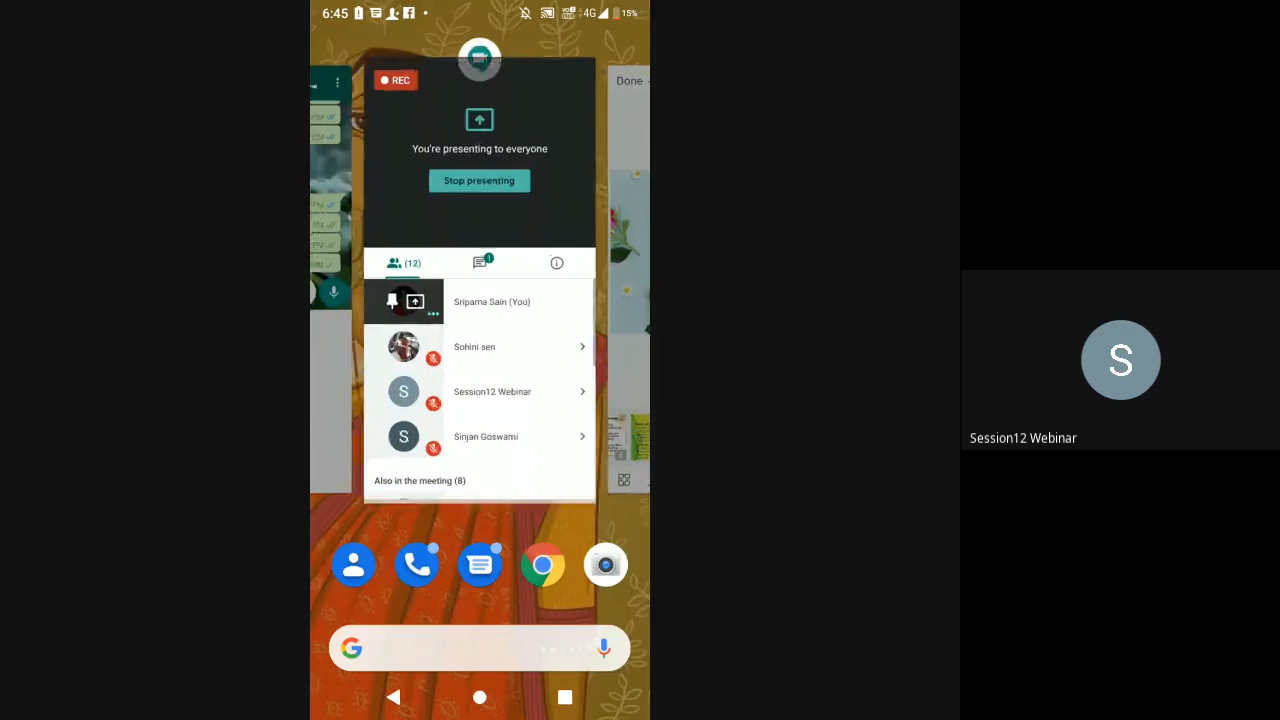 6:45
4G
15%
REC
Done
You're presenting to everyone
Stop presenting
(12)
1
Sriparna Sain (You)
Sohini sen
S
Session12 Webinar
S
Sinjan Goswami
Also in the meeting (8)
S
Session12 Webinar